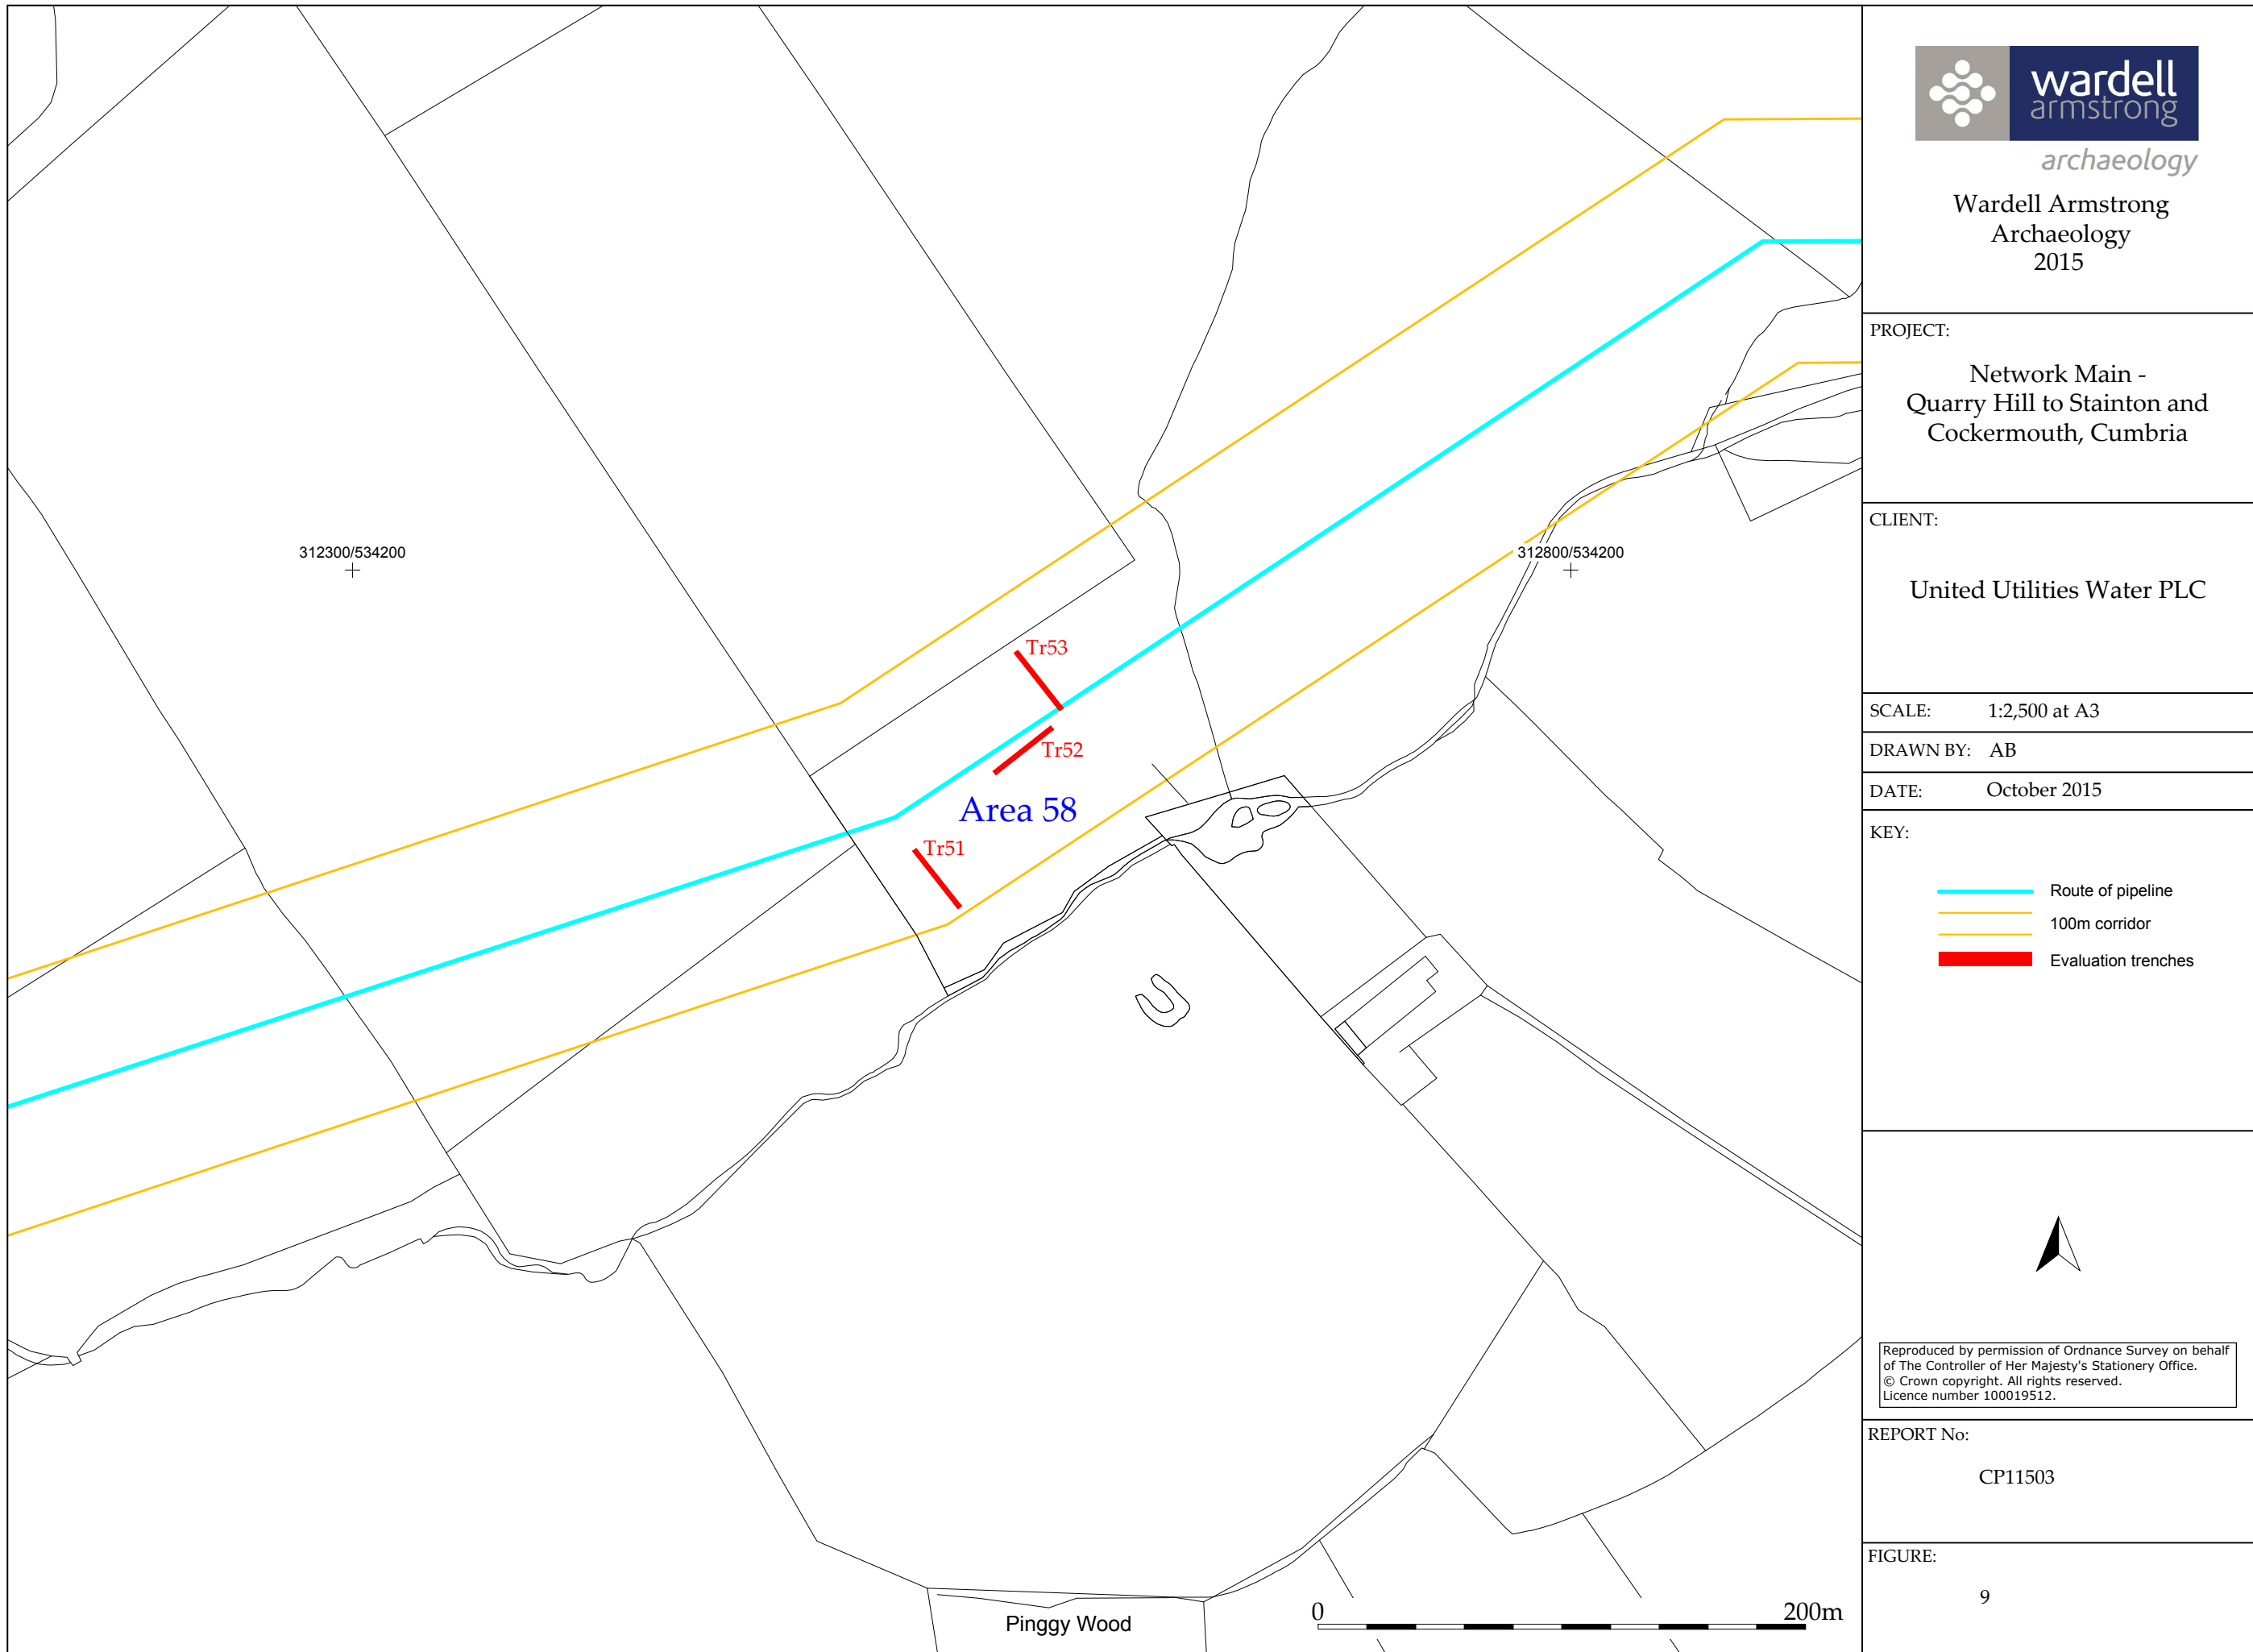 312300/534200
312800/534200
Tr53
Tr52
Area 58
Tr51
Pinggy Wood
0 200m
wardell
armstrong
archaeology
Wardell Armstrong
Archaeology
2015
PROJECT:
Network Main -
Quarry Hill to Stainton and
Cockermouth, Cumbria
CLIENT:
United Utilities Water PLC
SCALE: 1:2,500 at A3
DRAWN BY: AB
DATE: October 2015
KEY:
Route of pipeline
100m corridor
Evaluation trenches
Reproduced by permission of Ordnance Survey on behalf
of The Controller of Her Majesty's Stationery Office.
© Crown copyright. All rights reserved.
Licence number 100019512.
REPORT No:
CP11503
FIGURE:
9